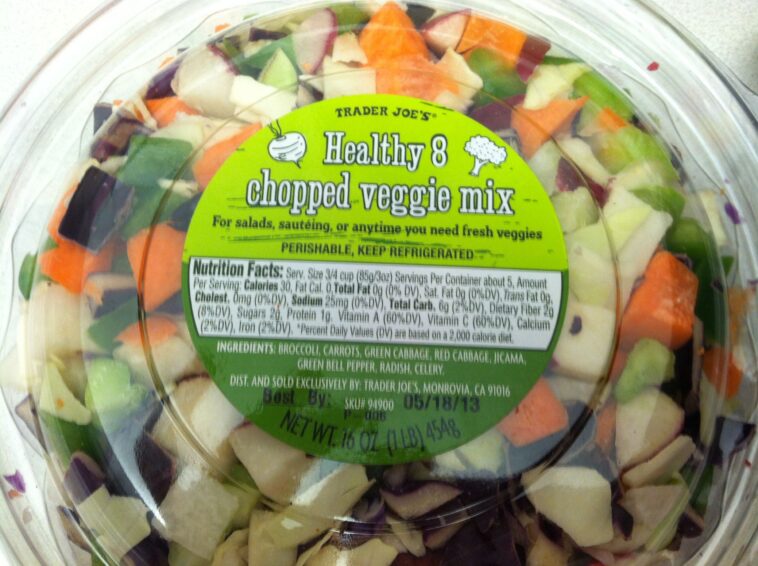 TRADER JOE'S®
Healthy 8
chopped veggie mix
For salads, sautéing, or anytime you need fresh veggies
PERISHABLE, KEEP REFRIGERATED
Nutrition Facts: Serv. Size 3/4 cup (85g/3oz) Servings Per Container about 5, Amount
Per Serving: Calories 30, Fat Cal. 0, Total Fat 0g (0% DV), Sat. Fat 0g (0%DV), Trans Fat 0g,
Cholest. 0mg (0%DV), Sodium 25mg (0%DV), Total Carb. 6g (2%DV), Dietary Fiber 2g
(8%DV), Sugars 2g, Protein 1g. Vitamin A (60%DV), Vitamin C (60%DV), Calcium
(2%DV), Iron (2%DV). *Percent Daily Values (DV) are based on a 2,000 calorie diet.
INGREDIENTS: BROCCOLI, CARROTS, GREEN CABBAGE, RED CABBAGE, JICAMA,
GREEN BELL PEPPER, RADISH, CELERY.
DIST. AND SOLD EXCLUSIVELY BY: TRADER JOE'S, MONROVIA, CA 91016
Best By: SKU# 94900 05/18/13
NET WT. 16 OZ (1 LB) 454g